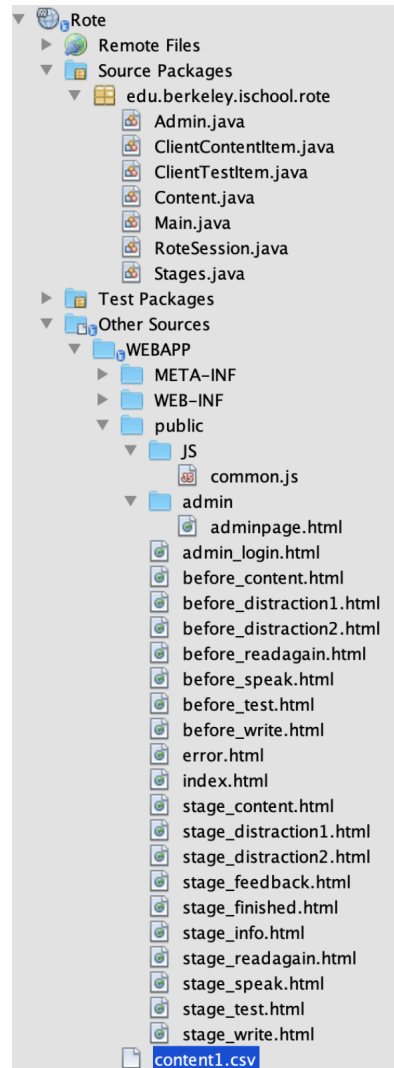 Rote
Remote Files
Source Packages
edu.berkeley.ischool.rote
Admin.java
ClientContentItem.java
ClientTestItem.java
Content.java
Main.java
RoteSession.java
Stages.java
Test Packages
Other Sources
WEBAPP
META-INF
WEB-INF
public
JS
common.js
admin
adminpage.html
admin_login.html
before_content.html
before_distraction1.html
before_distraction2.html
before_readagain.html
before_speak.html
before_test.html
before_write.html
error.html
index.html
stage_content.html
stage_distraction1.html
stage_distraction2.html
stage_feedback.html
stage_finished.html
stage_info.html
stage_readagain.html
stage_speak.html
stage_test.html
stage_write.html
content1.csv